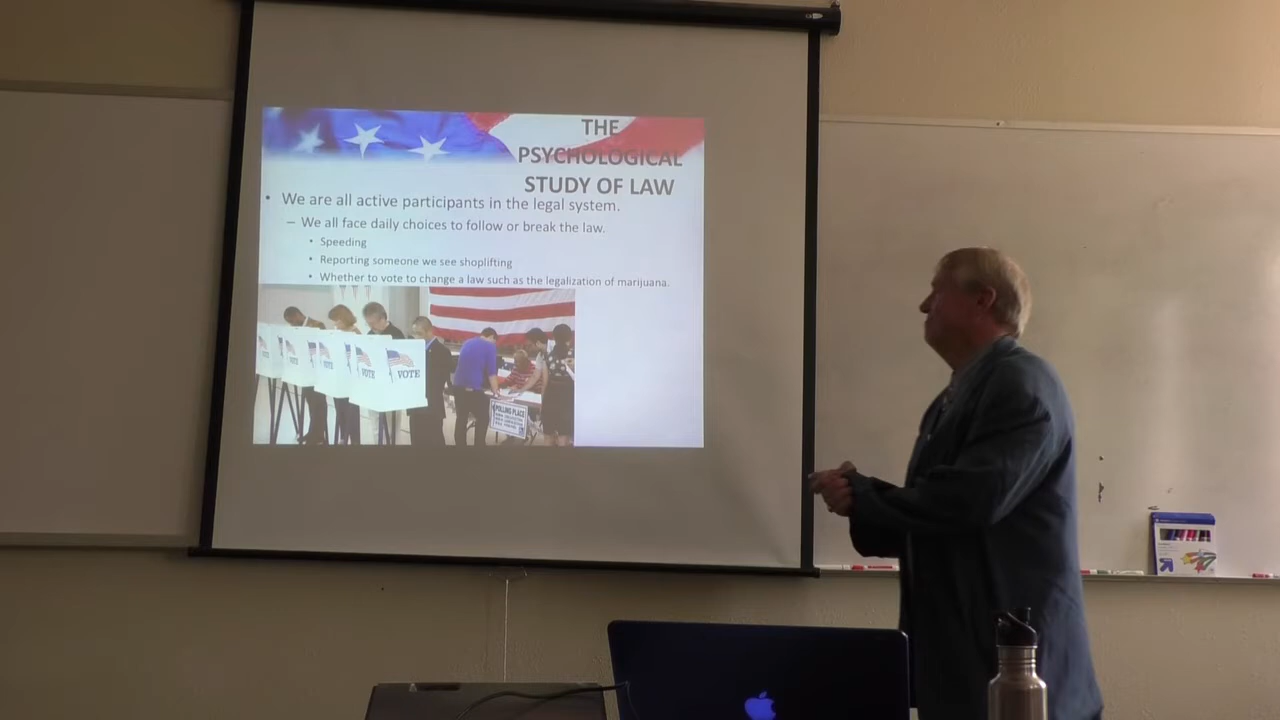 THE
PSYCHOLOGICAL
STUDY OF LAW
• We are all active participants in the legal system.
– We all face daily choices to follow or break the law.
• Speeding
• Reporting someone we see shoplifting
• Whether to vote to change a law such as the legalization of marijuana.
VOTE
VOTE
POLLING PLACE